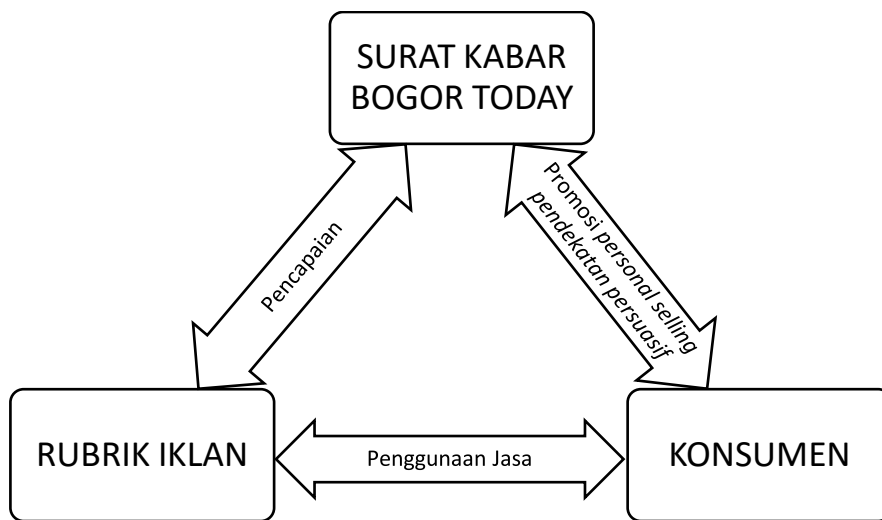 SURAT KABAR
BOGOR TODAY
Pencapaian
Promosi personal selling
pendekatan persuasif
RUBRIK IKLAN
Penggunaan Jasa
KONSUMEN